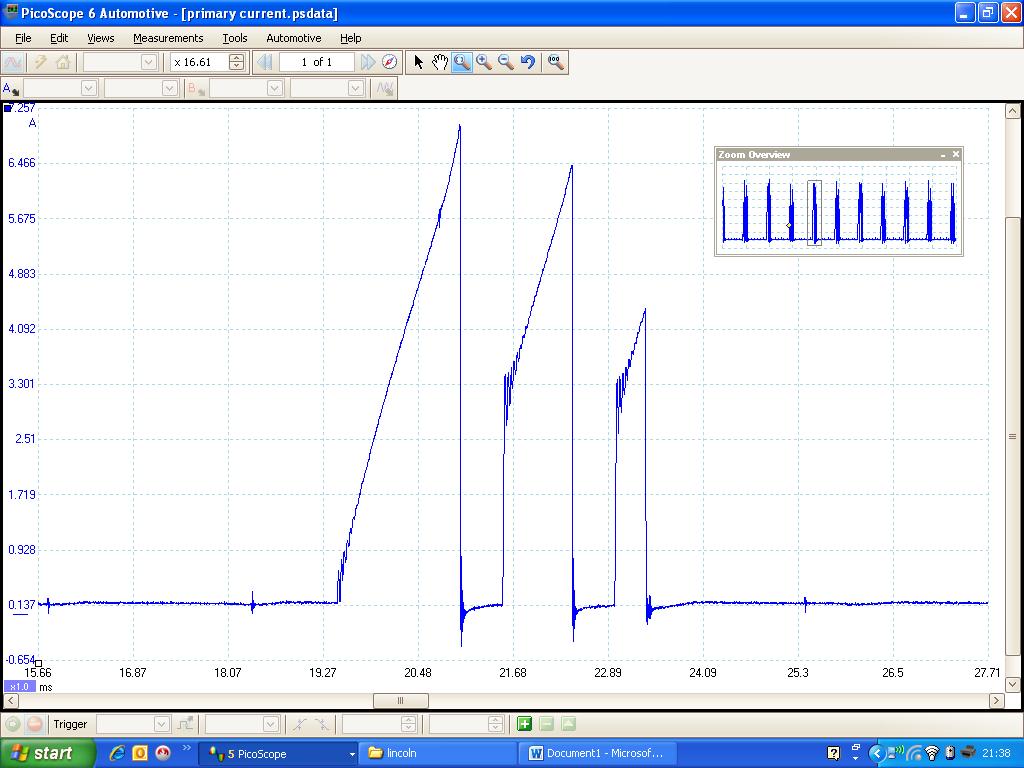 PicoScope 6 Automotive - [primary current.psdata]
File Edit Views Measurements Tools Automotive Help
x 16.61 1 of 1
A B
7.257
A
6.466
Zoom Overview
5.675
4.883
4.092
3.301
2.51
1.719
0.928
0.137
-0.654
15.66 16.87 18.07 19.27 20.48 21.68 22.89 24.09 25.3 26.5 27.71
x1.0 ms
Trigger
start 5 PicoScope lincoln Document1 - Microsof... 21:38